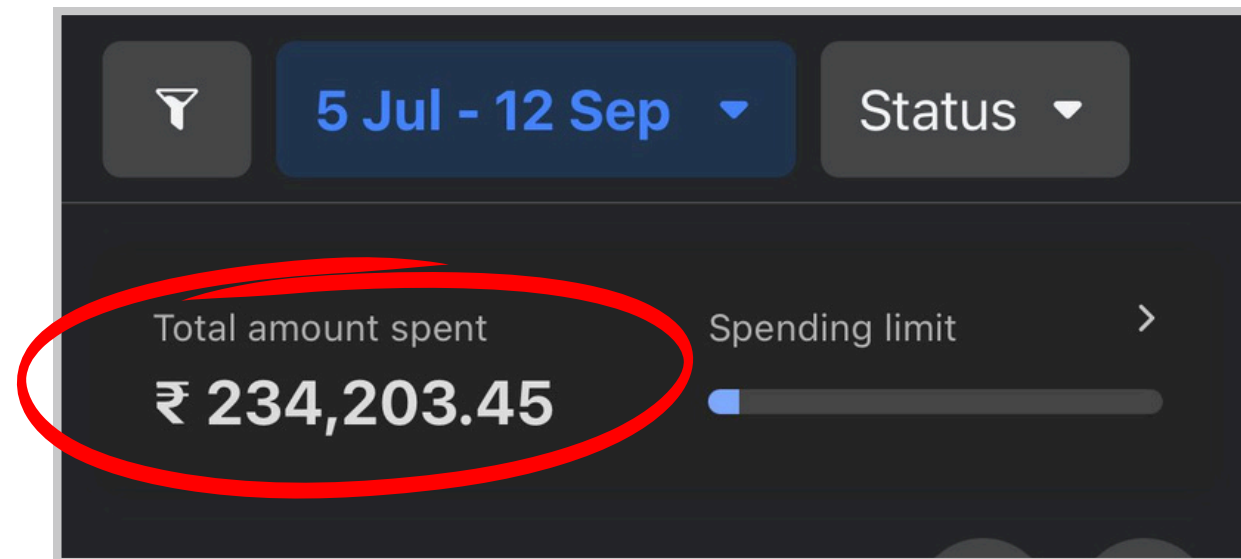 5 Jul - 12 Sep
Status
Total amount spent
Spending limit
₹ 234,203.45